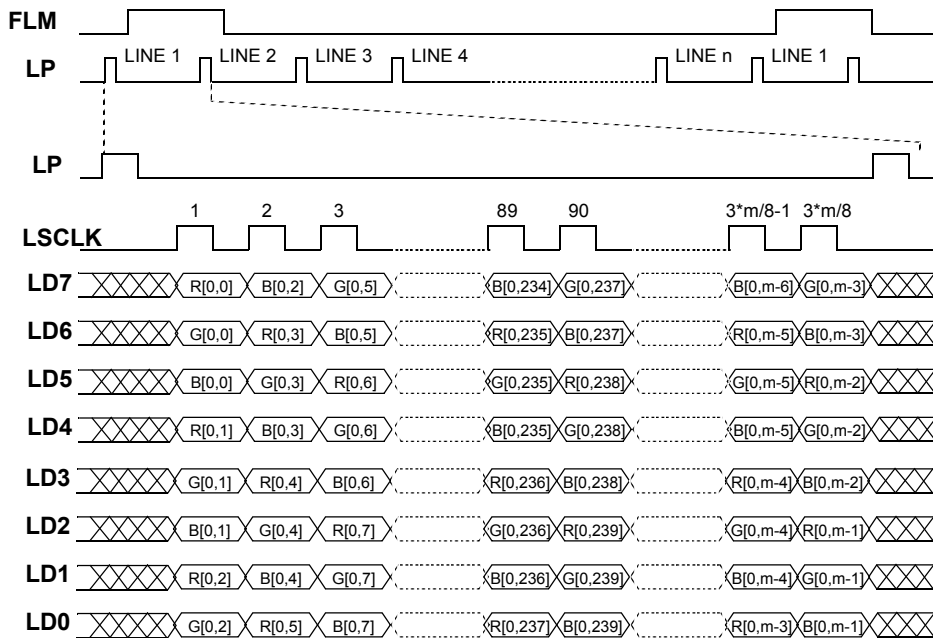 FLM
LP LINE 1 LINE 2 LINE 3 LINE 4 LINE n LINE 1
LP
1 2 3 89 90 3*m/8-1 3*m/8
LSCLK
LD7 R[0,0] B[0,2] G[0,5] B[0,234] G[0,237] B[0,m-6] G[0,m-3]
LD6 G[0,0] R[0,3] B[0,5] R[0,235] B[0,237] R[0,m-5] B[0,m-3]
LD5 B[0,0] G[0,3] R[0,6] G[0,235] R[0,238] G[0,m-5] R[0,m-2]
LD4 R[0,1] B[0,3] G[0,6] B[0,235] G[0,238] B[0,m-5] G[0,m-2]
LD3 G[0,1] R[0,4] B[0,6] R[0,236] B[0,238] R[0,m-4] B[0,m-2]
LD2 B[0,1] G[0,4] R[0,7] G[0,236] R[0,239] G[0,m-4] R[0,m-1]
LD1 R[0,2] B[0,4] G[0,7] B[0,236] G[0,239] B[0,m-4] G[0,m-1]
LD0 G[0,2] R[0,5] B[0,7] R[0,237] B[0,239] R[0,m-3] B[0,m-1]